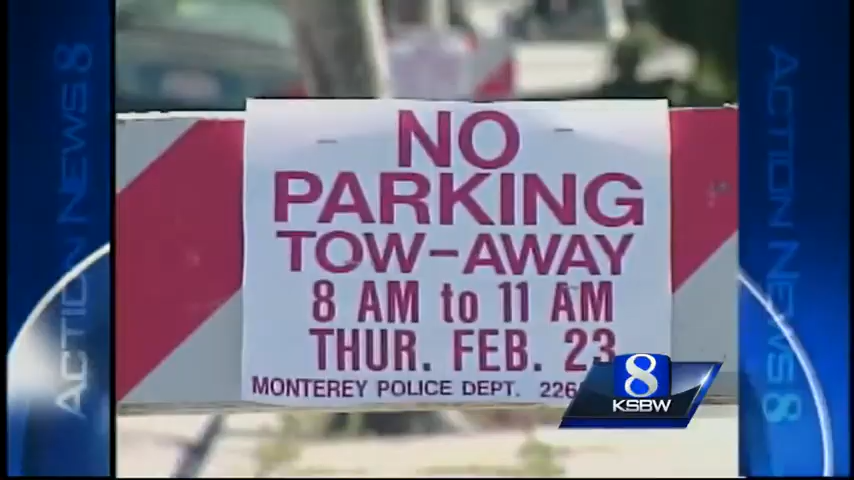 ACTION NEWS 8
NO
PARKING
TOW-AWAY
8 AM to 11 AM
THUR. FEB. 23
MONTEREY POLICE DEPT.
8
KSBW
ACTION NEWS 8